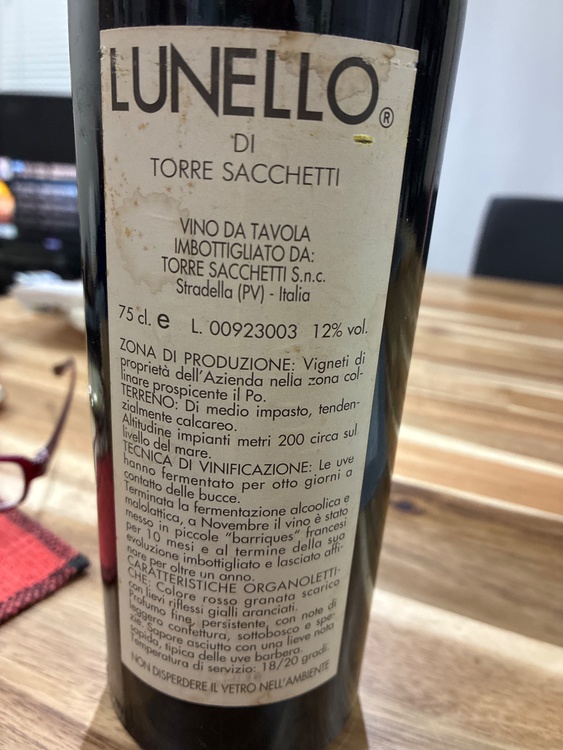 LUNELLO®
DI
TORRE SACCHETTI
VINO DA TAVOLA
IMBOTTIGLIATO DA:
TORRE SACCHETTI S.n.c.
Stradella (PV) - Italia
75 cl. e L. 00923003 12% vol.
ZONA DI PRODUZIONE: Vigneti di
proprietà dell'Azienda nella zona col-
linare prospicente il Po.
TERRENO: Di medio impasto, tenden-
zialmente calcareo.
Altitudine impianti metri 200 circa sul
livello del mare.
TECNICA DI VINIFICAZIONE: Le uve
hanno fermentato per otto giorni a
contatto delle bucce.
Terminata la fermentazione alcoolica e
malolattica, a Novembre il vino è stato
messo in piccole "barriques" francesi
per 10 mesi e al termine della sua
evoluzione imbottigliato e lasciato affi-
nare per oltre un anno.
CARATTERISTICHE ORGANOLETTI-
CHE: Colore rosso granata scarico
con lievi riflessi gialli aranciati.
Profumo fine, persistente, con note di
leggero confettura, sottobosco e spe-
zie. Sapore asciutto con una lieve nota
sapida, tipica delle uve barbera.
Temperatura di servizio: 18/20 gradi.
NON DISPERDERE IL VETRO NELL'AMBIENTE